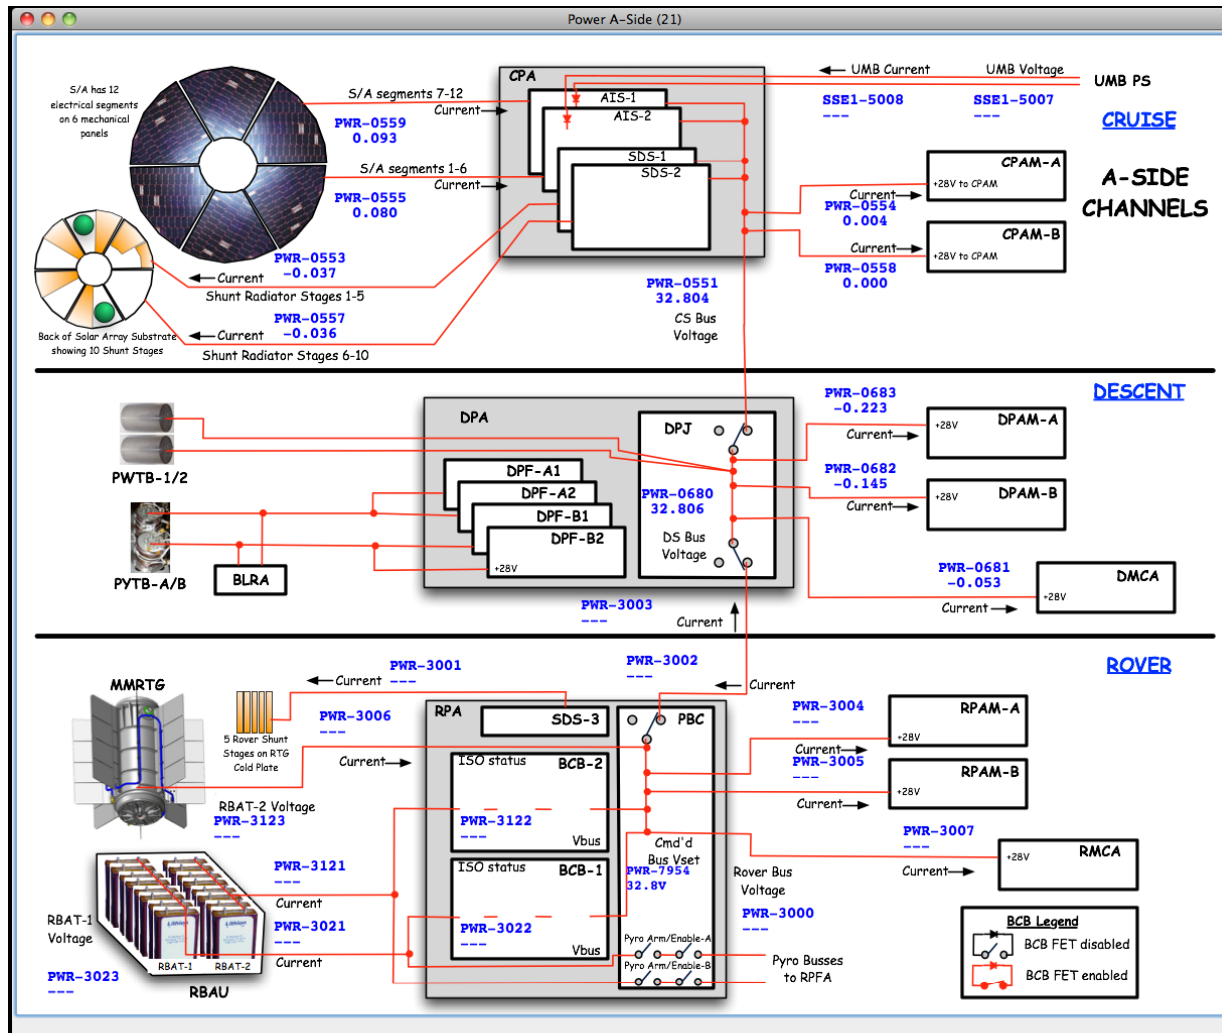 Power A-Side (21)
S/A has 12
electrical segments
on 6 mechanical
panels
S/A segments 7-12
Current
PWR-0559
0.093
S/A segments 1-6
Current
PWR-0555
0.080
PWR-0553
-0.037
Current
Shunt Radiator Stages 1-5
PWR-0557
-0.036
Current
Shunt Radiator Stages 6-10
Back of Solar Array Substrate
showing 10 Shunt Stages
CPA
AIS-1
AIS-2
SDS-1
SDS-2
UMB Current
UMB Voltage
UMB PS
SSE1-5008
---
SSE1-5007
---
CRUISE
A-SIDE
CHANNELS
CPAM-A
+28V to CPAM
Current
PWR-0554
0.004
CPAM-B
+28V to CPAM
Current
PWR-0558
0.000
PWR-0551
32.804
CS Bus
Voltage
DESCENT
PWTB-1/2
PYTB-A/B
BLRA
DPA
DPF-A1
DPF-A2
DPF-B1
DPF-B2
+28V
DPJ
PWR-0680
32.806
DS Bus
Voltage
PWR-0683
-0.223
Current
DPAM-A
+28V
PWR-0682
-0.145
Current
DPAM-B
+28V
PWR-0681
-0.053
Current
DMCA
+28V
PWR-3003
---
Current
ROVER
MMRTG
5 Rover Shunt
Stages on RTG
Cold Plate
PWR-3001
---
Current
PWR-3002
---
Current
PWR-3006
---
Current
RPA
SDS-3
PBC
ISO status
BCB-2
PWR-3122
---
Vbus
ISO status
BCB-1
PWR-3022
---
Vbus
Cmd'd
Bus Vset
PWR-7954
32.8V
Rover Bus
Voltage
PWR-3000
---
Pyro Arm/Enable-A
Pyro Arm/Enable-B
Pyro Busses
to RPFA
PWR-3004
---
Current
RPAM-A
+28V
PWR-3005
---
Current
RPAM-B
+28V
PWR-3007
---
Current
RMCA
+28V
RBAT-2 Voltage
PWR-3123
---
PWR-3121
---
Current
PWR-3021
---
Current
RBAT-1
Voltage
PWR-3023
---
RBAT-1
RBAT-2
RBAU
BCB Legend
BCB FET disabled
BCB FET enabled